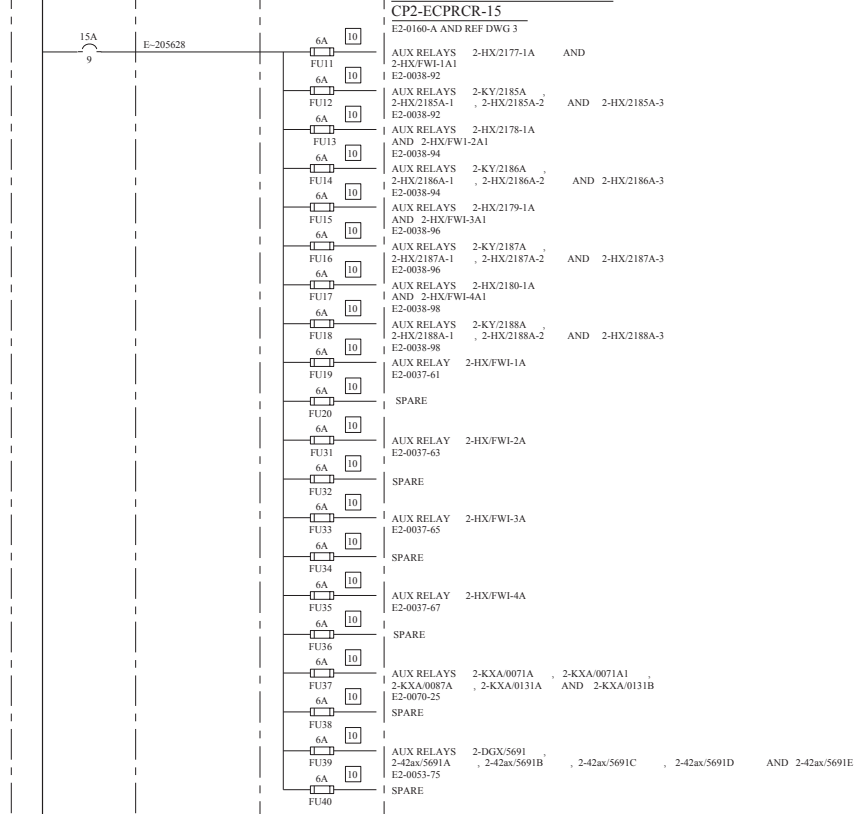 CP2-ECPRCR-15
E2-0160-A AND REF DWG 3
15A
9
E~205628
6A 10
FU11
AUX RELAYS 2-HX/2177-1A AND
2-HX/FWI-1A1
E2-0038-92
6A 10
FU12
AUX RELAYS 2-KY/2185A ,
2-HX/2185A-1 , 2-HX/2185A-2 AND 2-HX/2185A-3
E2-0038-92
6A 10
FU13
AUX RELAYS 2-HX/2178-1A
AND 2-HX/FW1-2A1
E2-0038-94
6A 10
FU14
AUX RELAYS 2-KY/2186A ,
2-HX/2186A-1 , 2-HX/2186A-2 AND 2-HX/2186A-3
E2-0038-94
6A 10
FU15
AUX RELAYS 2-HX/2179-1A
AND 2-HX/FWI-3A1
E2-0038-96
6A 10
FU16
AUX RELAYS 2-KY/2187A ,
2-HX/2187A-1 , 2-HX/2187A-2 AND 2-HX/2187A-3
E2-0038-96
6A 10
FU17
AUX RELAYS 2-HX/2180-1A
AND 2-HX/FWI-4A1
E2-0038-98
6A 10
FU18
AUX RELAYS 2-KY/2188A ,
2-HX/2188A-1 , 2-HX/2188A-2 AND 2-HX/2188A-3
E2-0038-98
6A 10
FU19
AUX RELAY 2-HX/FWI-1A
E2-0037-61
6A 10
FU20
SPARE
6A 10
FU31
AUX RELAY 2-HX/FWI-2A
E2-0037-63
6A 10
FU32
SPARE
6A 10
FU33
AUX RELAY 2-HX/FWI-3A
E2-0037-65
6A 10
FU34
SPARE
6A 10
FU35
AUX RELAY 2-HX/FWI-4A
E2-0037-67
6A 10
FU36
SPARE
6A 10
FU37
AUX RELAYS 2-KXA/0071A , 2-KXA/0071A1 ,
2-KXA/0087A , 2-KXA/0131A AND 2-KXA/0131B
E2-0070-25
6A 10
FU38
SPARE
6A 10
FU39
AUX RELAYS 2-DGX/5691 ,
2-42ax/5691A , 2-42ax/5691B , 2-42ax/5691C , 2-42ax/5691D AND 2-42ax/5691E
E2-0053-75
6A 10
FU40
SPARE